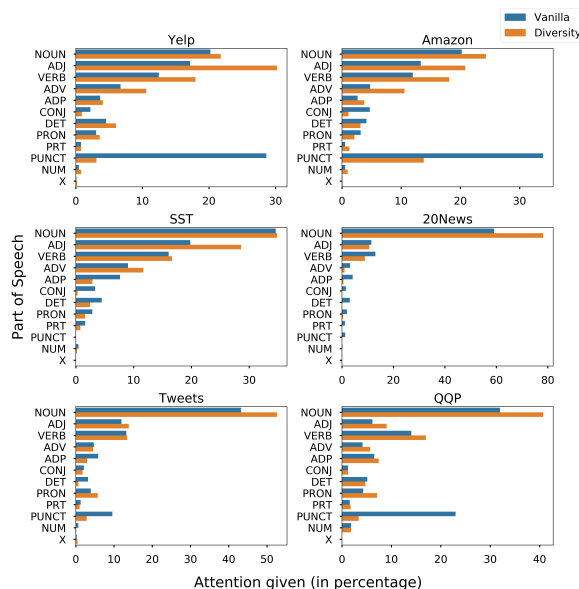 Vanilla
Diversity
Yelp
Amazon
NOUN
ADJ
VERB
ADV
ADP
CONJ
DET
PRON
PRT
PUNCT
NUM
X
0 10 20 30
NOUN
ADJ
VERB
ADV
ADP
CONJ
DET
PRON
PRT
PUNCT
NUM
X
0 10 20 30
Part of Speech
SST
20News
NOUN
ADJ
VERB
ADV
ADP
CONJ
DET
PRON
PRT
PUNCT
NUM
X
0 10 20 30
NOUN
ADJ
VERB
ADV
ADP
CONJ
DET
PRON
PRT
PUNCT
NUM
X
0 20 40 60 80
Tweets
QQP
NOUN
ADJ
VERB
ADV
ADP
CONJ
DET
PRON
PRT
PUNCT
NUM
X
0 10 20 30 40 50
NOUN
ADJ
VERB
ADV
ADP
CONJ
DET
PRON
PRT
PUNCT
NUM
X
0 10 20 30 40
Attention given (in percentage)